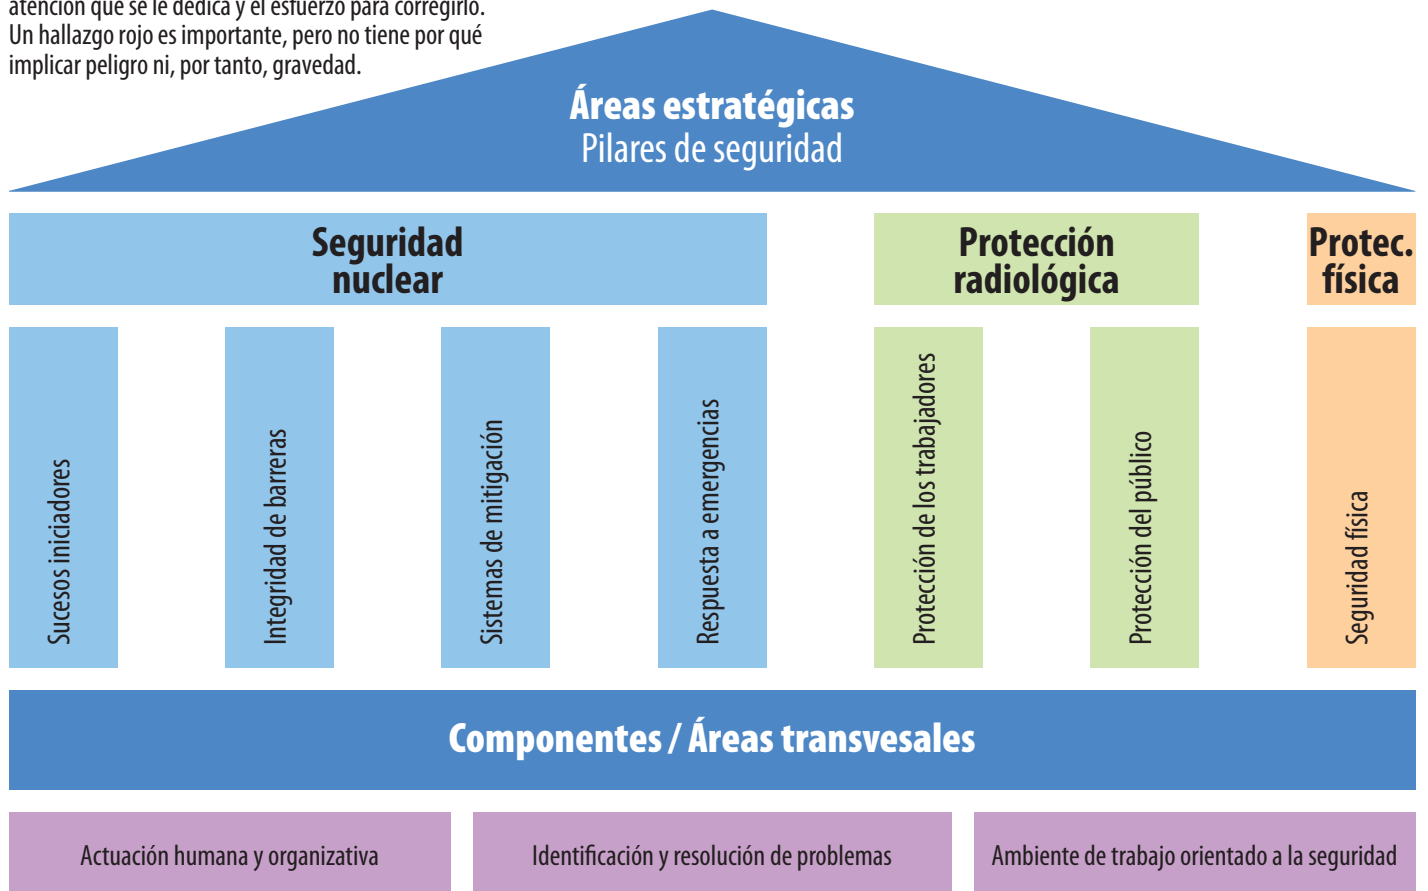 atención que se le dedica y el esfuerzo para corregirlo.
Un hallazgo rojo es importante, pero no tiene por qué
implicar peligro ni, por tanto, gravedad.
Áreas estratégicas
Pilares de seguridad
Seguridad
nuclear
Protección
radiológica
Protec.
física
Sucesos iniciadores
Integridad de barreras
Sistemas de mitigación
Respuesta a emergencias
Protección de los trabajadores
Protección del público
Seguridad física
Componentes / Áreas transvesales
Actuación humana y organizativa
Identificación y resolución de problemas
Ambiente de trabajo orientado a la seguridad